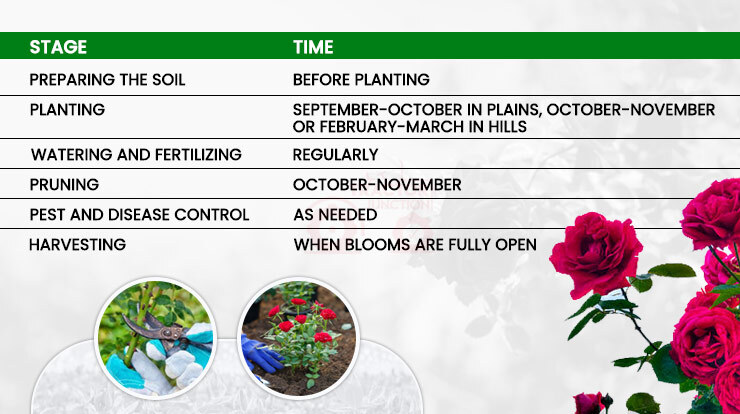 STAGE TIME
PREPARING THE SOIL BEFORE PLANTING
PLANTING SEPTEMBER-OCTOBER IN PLAINS, OCTOBER-NOVEMBER
OR FEBRUARY-MARCH IN HILLS
WATERING AND FERTILIZING REGULARLY
PRUNING OCTOBER-NOVEMBER
PEST AND DISEASE CONTROL AS NEEDED
HARVESTING WHEN BLOOMS ARE FULLY OPEN